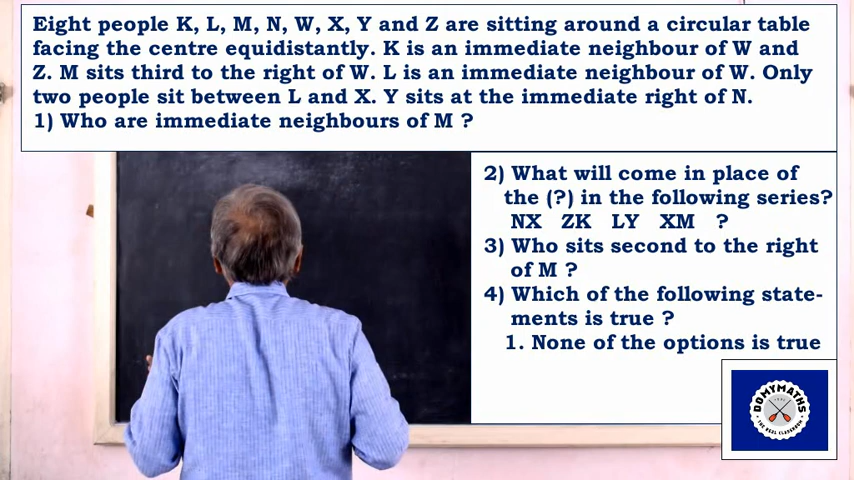 Eight people K, L, M, N, W, X, Y and Z are sitting around a circular table
facing the centre equidistantly. K is an immediate neighbour of W and
Z. M sits third to the right of W. L is an immediate neighbour of W. Only
two people sit between L and X. Y sits at the immediate right of N.
1) Who are immediate neighbours of M ?
2) What will come in place of
the (?) in the following series?
NX ZK LY XM ?
3) Who sits second to the right
of M ?
4) Which of the following state-
ments is true ?
1. None of the options is true
DOMYMATHS
THE REAL CLASSROOM